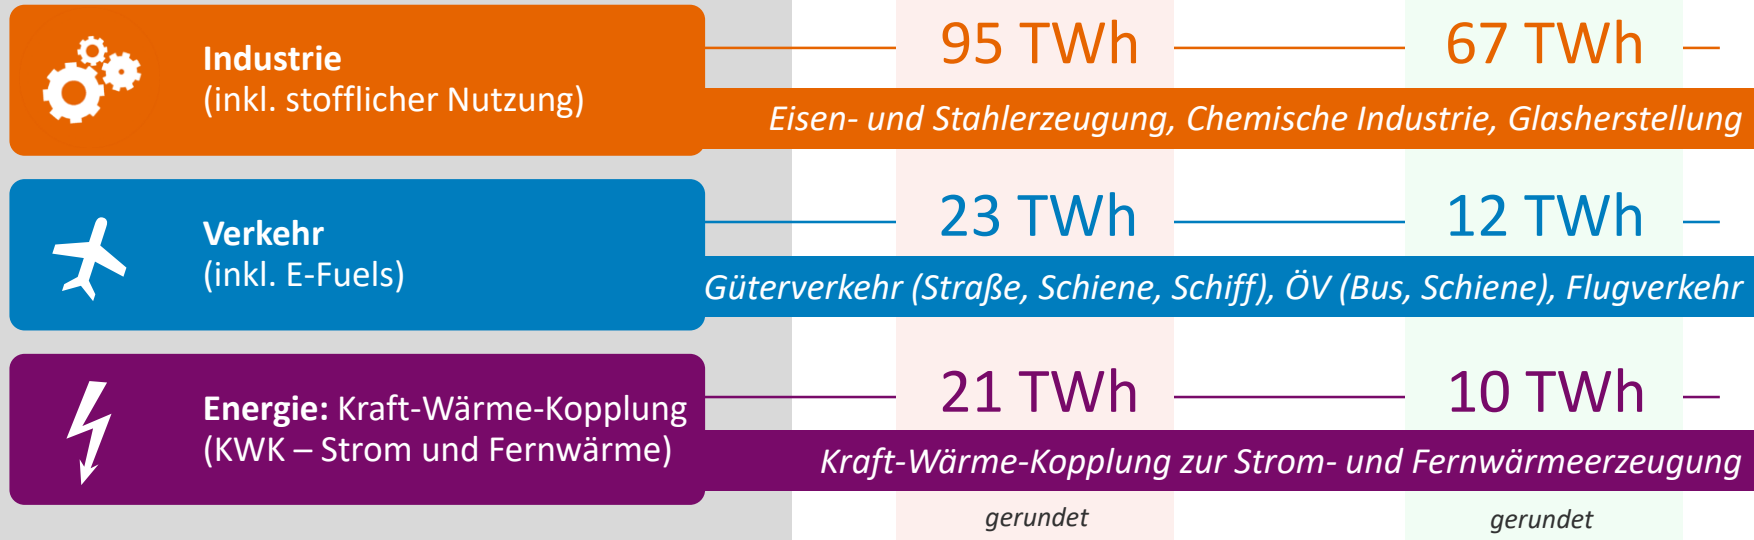 Industrie
(inkl. stofflicher Nutzung)
95 TWh
67 TWh
Eisen- und Stahlerzeugung, Chemische Industrie, Glasherstellung
Verkehr
(inkl. E-Fuels)
23 TWh
12 TWh
Güterverkehr (Straße, Schiene, Schiff), ÖV (Bus, Schiene), Flugverkehr
Energie: Kraft-Wärme-Kopplung
(KWK – Strom und Fernwärme)
21 TWh
10 TWh
Kraft-Wärme-Kopplung zur Strom- und Fernwärmeerzeugung
gerundet
gerundet